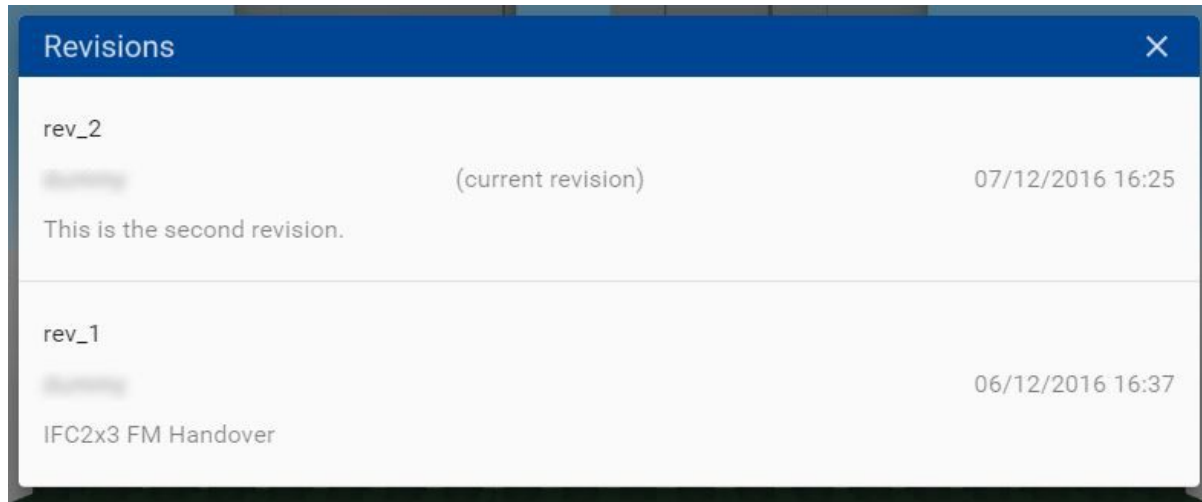 Revisions
rev_2
(current revision) 07/12/2016 16:25
This is the second revision.
rev_1
06/12/2016 16:37
IFC2x3 FM Handover